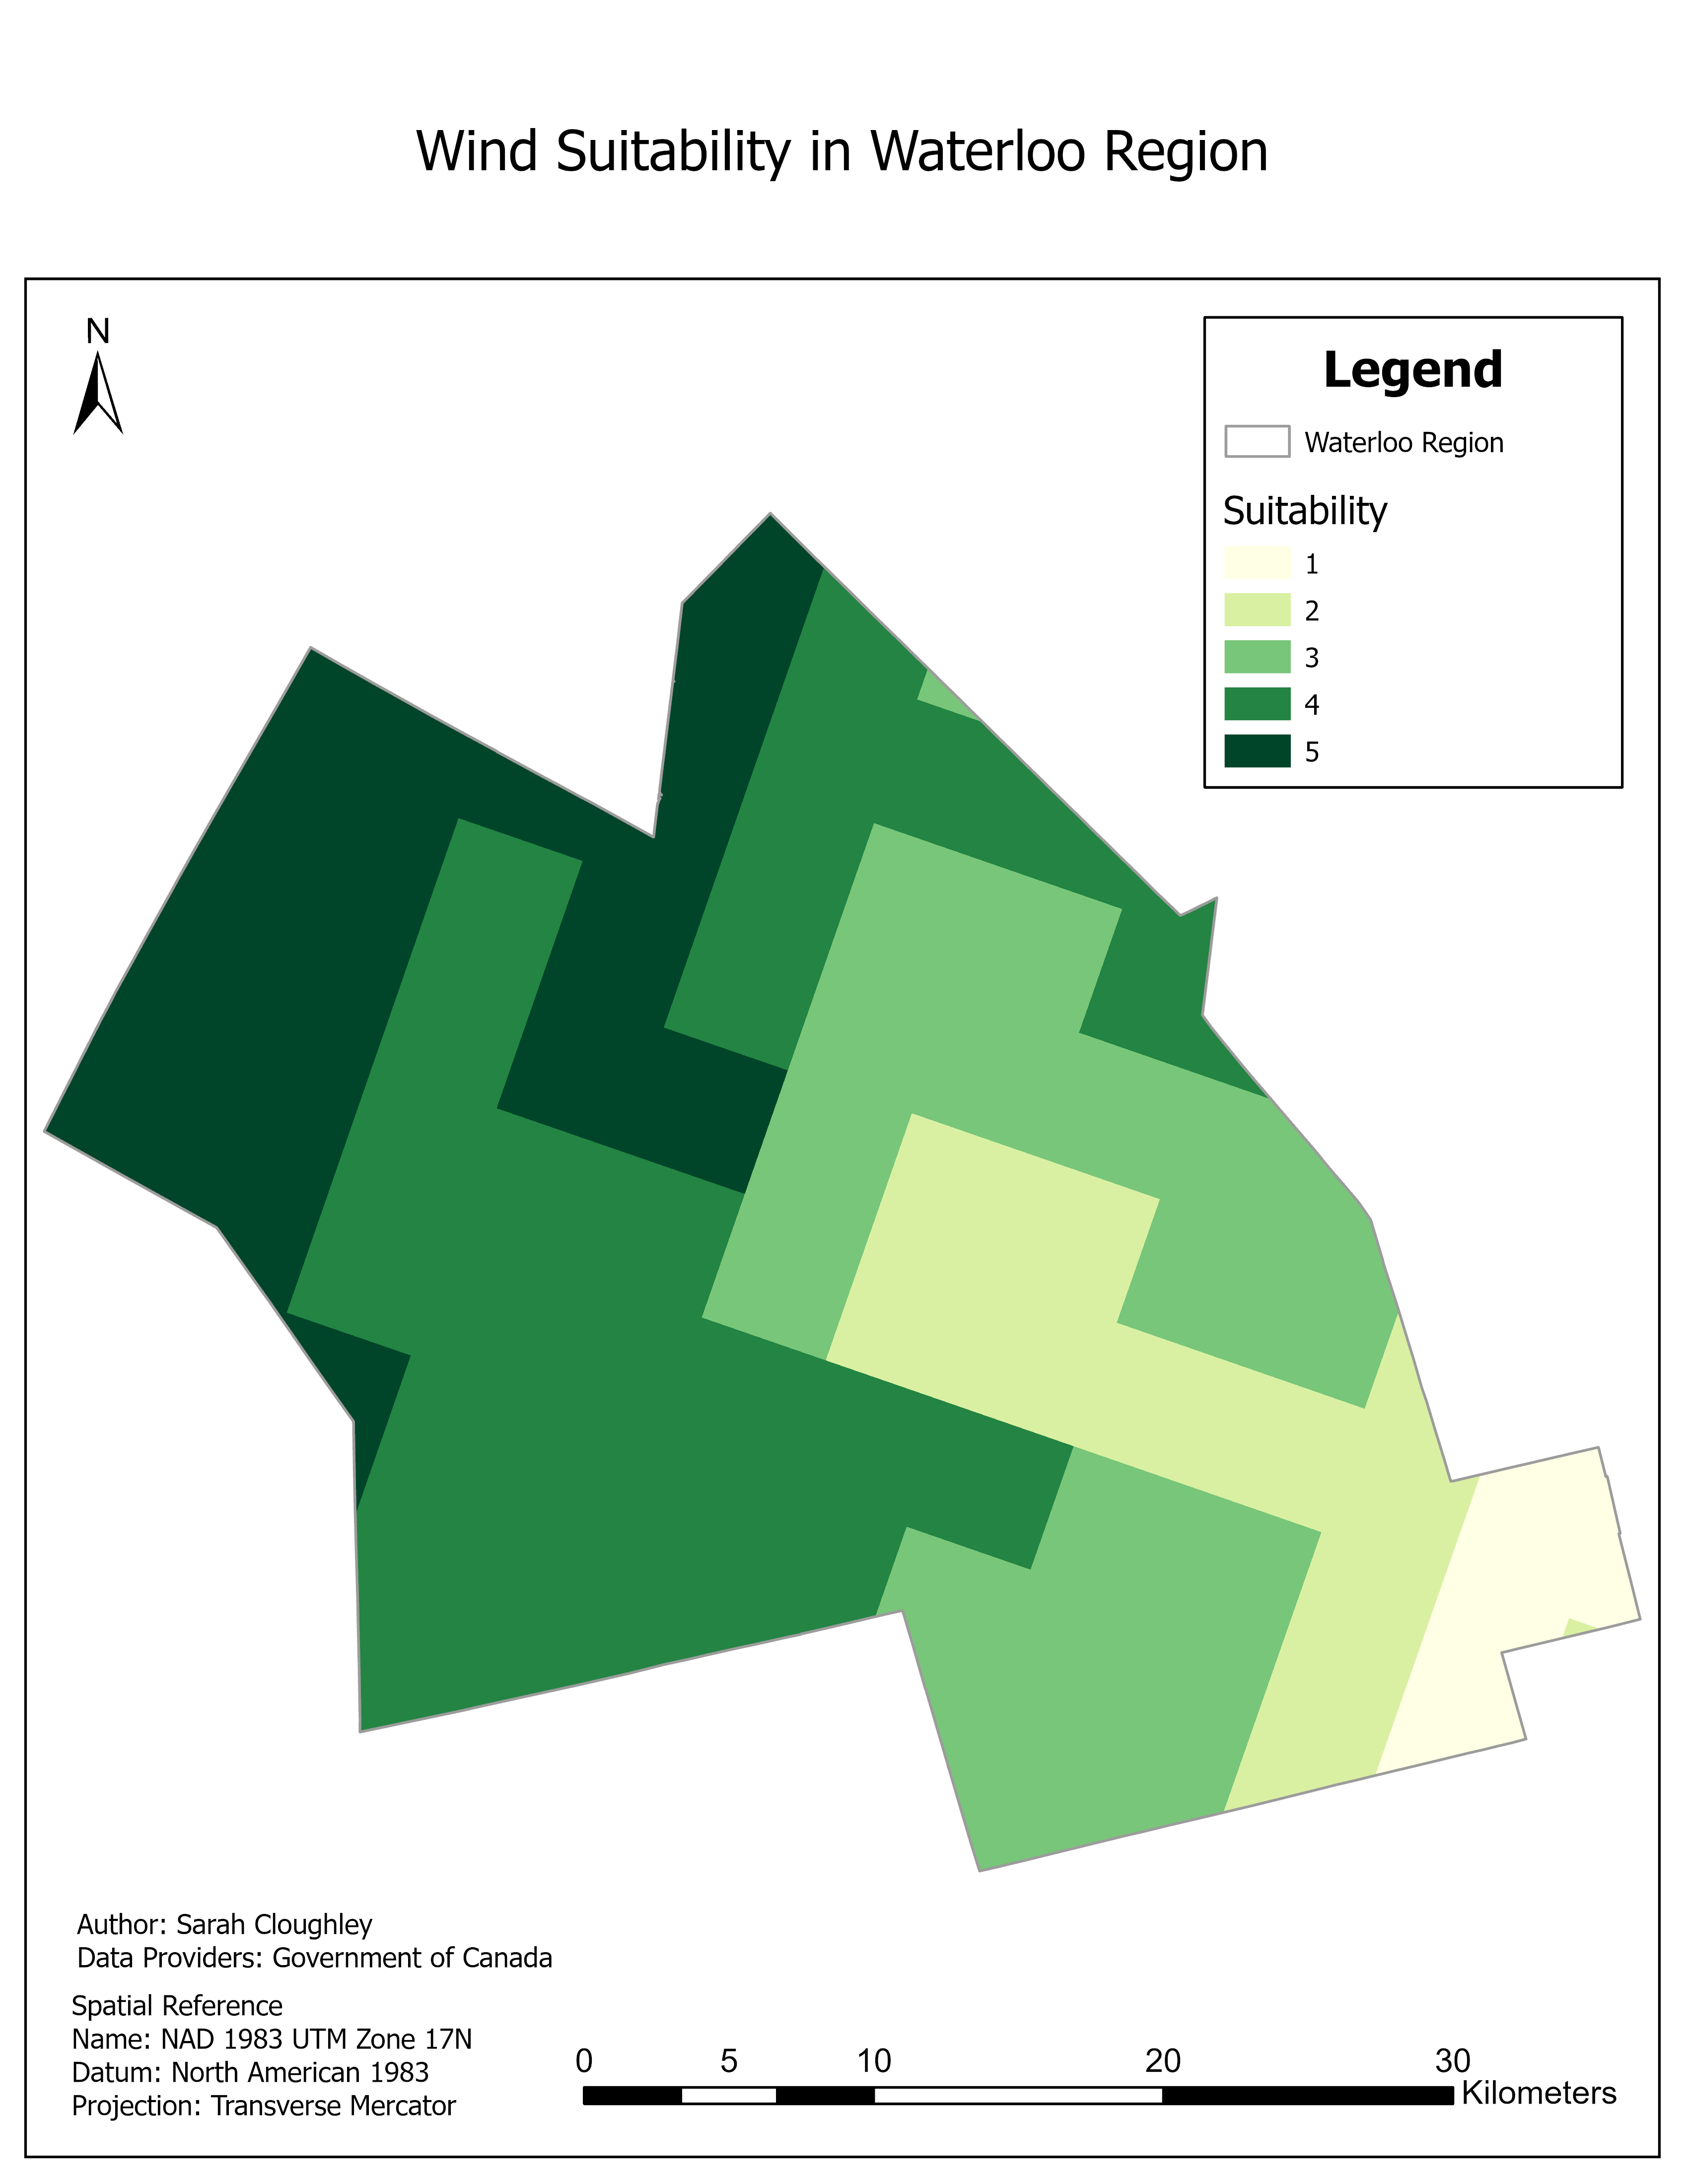 Wind Suitability in Waterloo Region
N
Legend
Waterloo Region
Suitability
1
2
3
4
5
Author: Sarah Cloughley
Data Providers: Government of Canada
Spatial Reference
Name: NAD 1983 UTM Zone 17N
Datum: North American 1983
Projection: Transverse Mercator
0 5 10 20 30
Kilometers